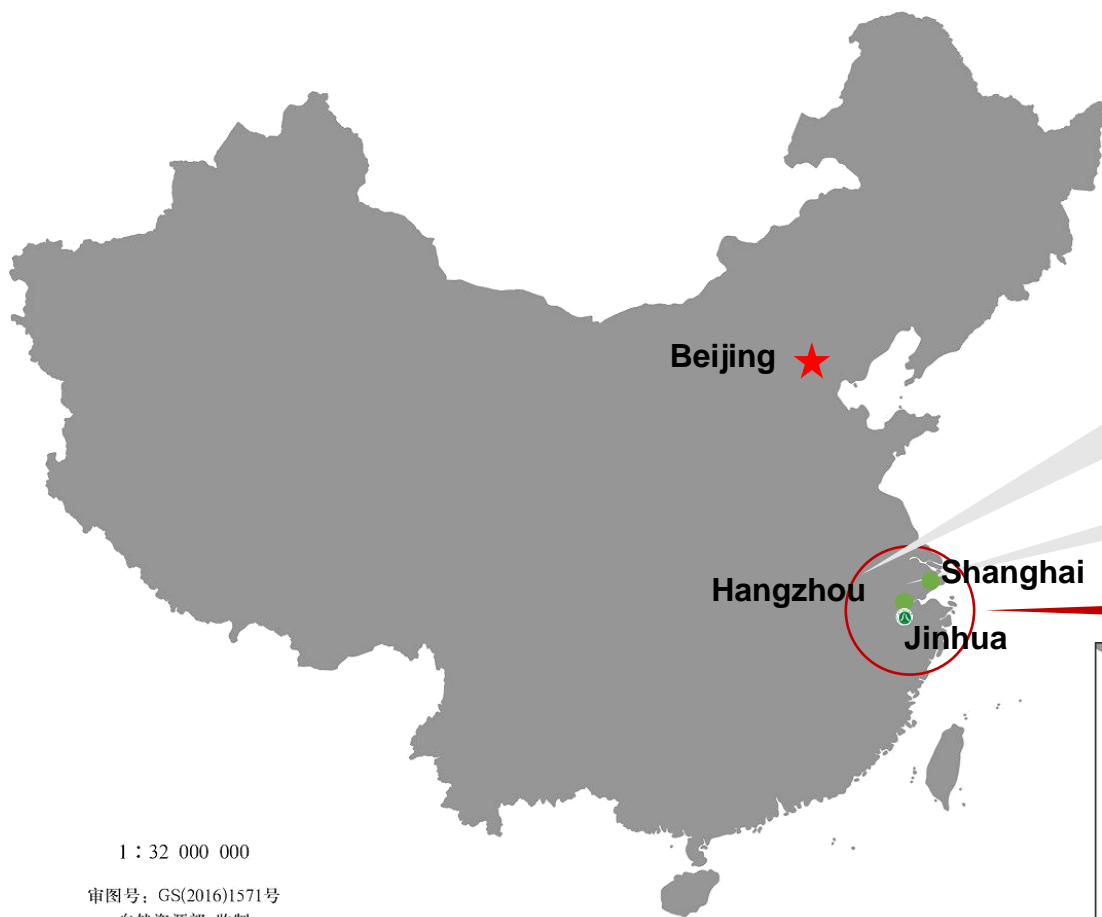 Beijing
Shanghai
Hangzhou
Jinhua
1：32 000 000
审图号：GS(2016)1571号